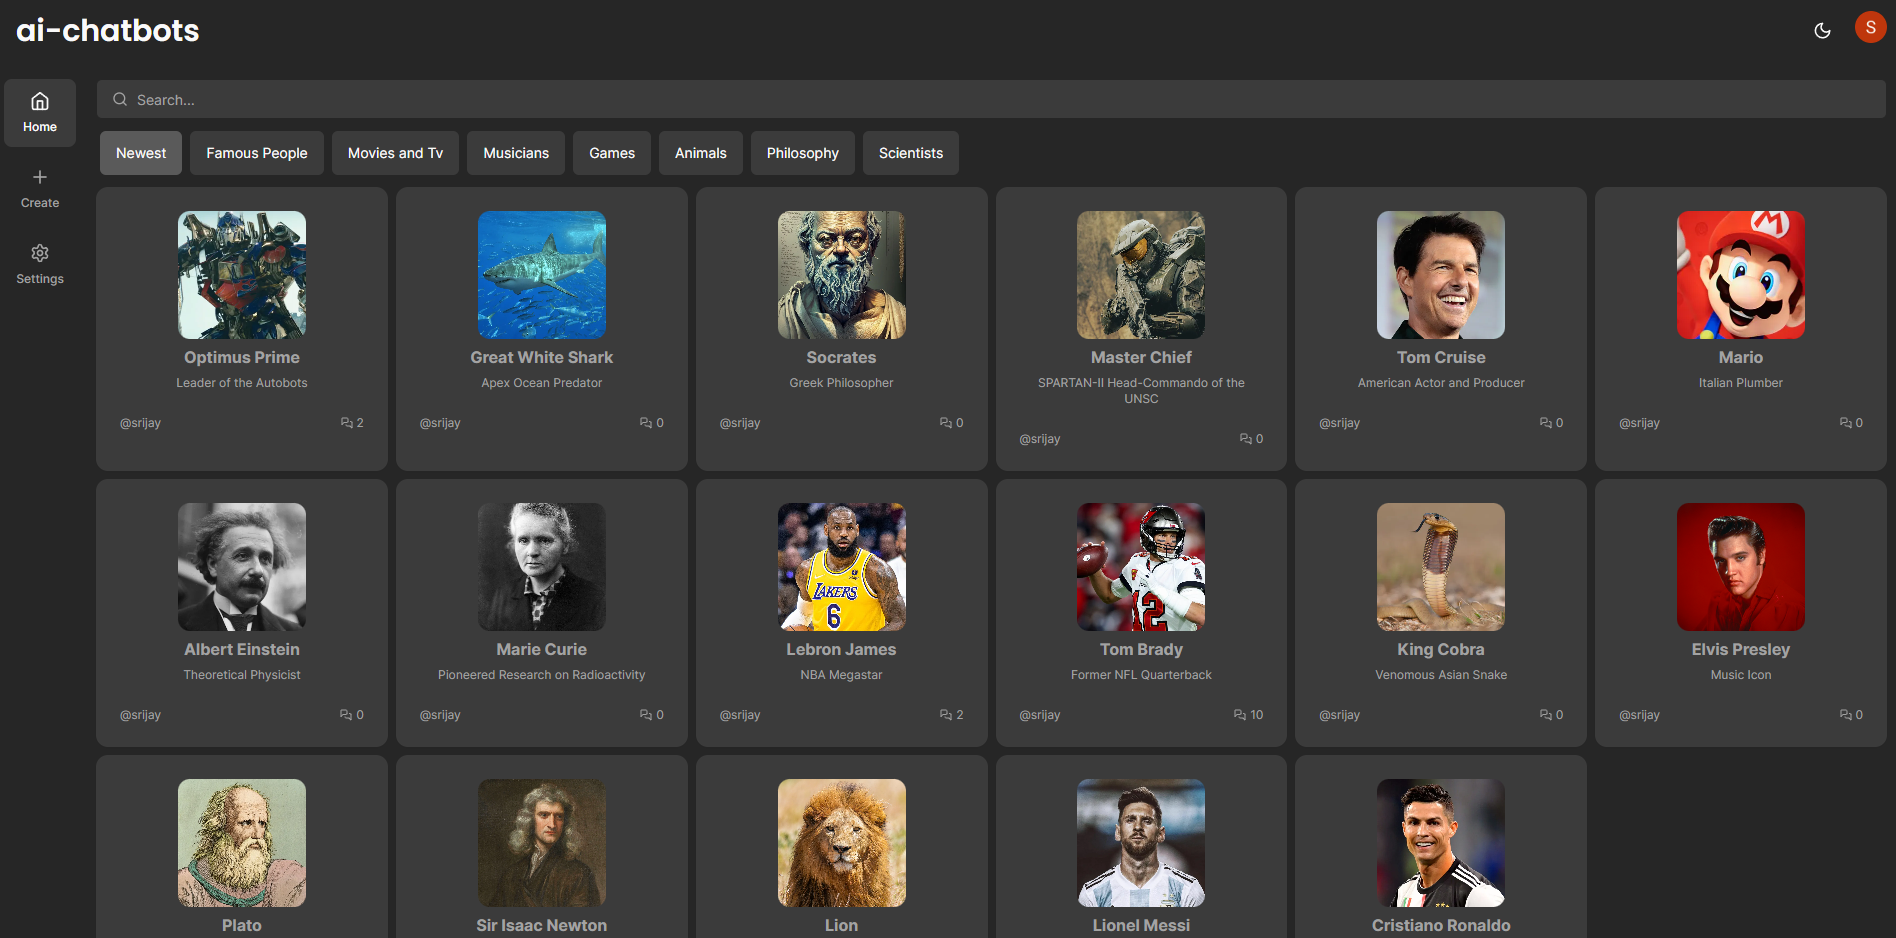 ai-chatbots
S
Home
Create
Settings
Search...
Newest
Famous People
Movies and Tv
Musicians
Games
Animals
Philosophy
Scientists
M
Optimus Prime
Leader of the Autobots
@srijay
2
Great White Shark
Apex Ocean Predator
@srijay
0
Socrates
Greek Philosopher
@srijay
0
Master Chief
SPARTAN-II Head-Commando of the
UNSC
@srijay
0
Tom Cruise
American Actor and Producer
@srijay
0
Mario
Italian Plumber
@srijay
0
Albert Einstein
Theoretical Physicist
@srijay
0
Marie Curie
Pioneered Research on Radioactivity
@srijay
0
LAKERS
6
Lebron James
NBA Megastar
@srijay
2
12
Tom Brady
Former NFL Quarterback
@srijay
10
King Cobra
Venomous Asian Snake
@srijay
0
Elvis Presley
Music Icon
@srijay
0
Plato
Sir Isaac Newton
Lion
Lionel Messi
Cristiano Ronaldo